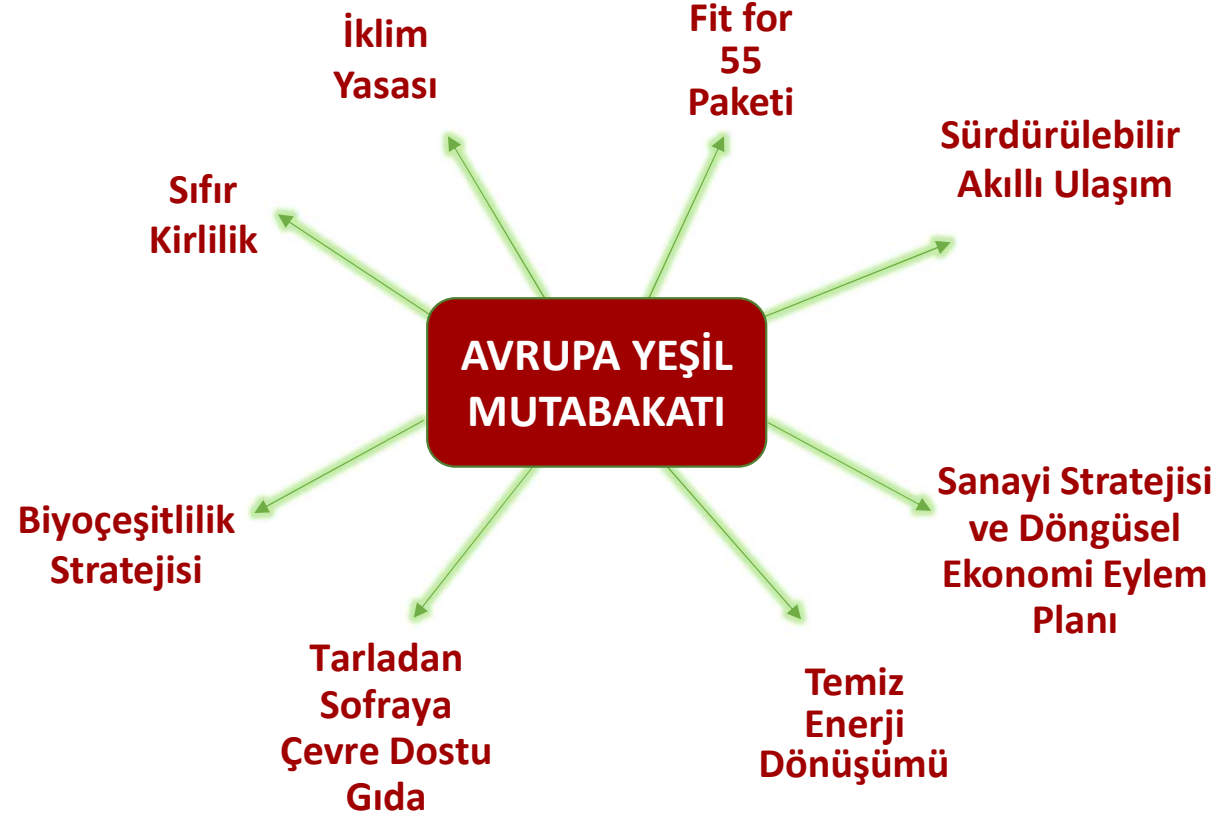 İklim
Yasası
Fit for
55
Paketi
Sürdürülebilir
Akıllı Ulaşım
Sıfır
Kirlilik
AVRUPA YEŞİL
MUTABAKATI
Biyoçeşitlilik
Stratejisi
Sanayi Stratejisi
ve Döngüsel
Ekonomi Eylem
Planı
Tarladan
Sofraya
Çevre Dostu
Gıda
Temiz
Enerji
Dönüşümü